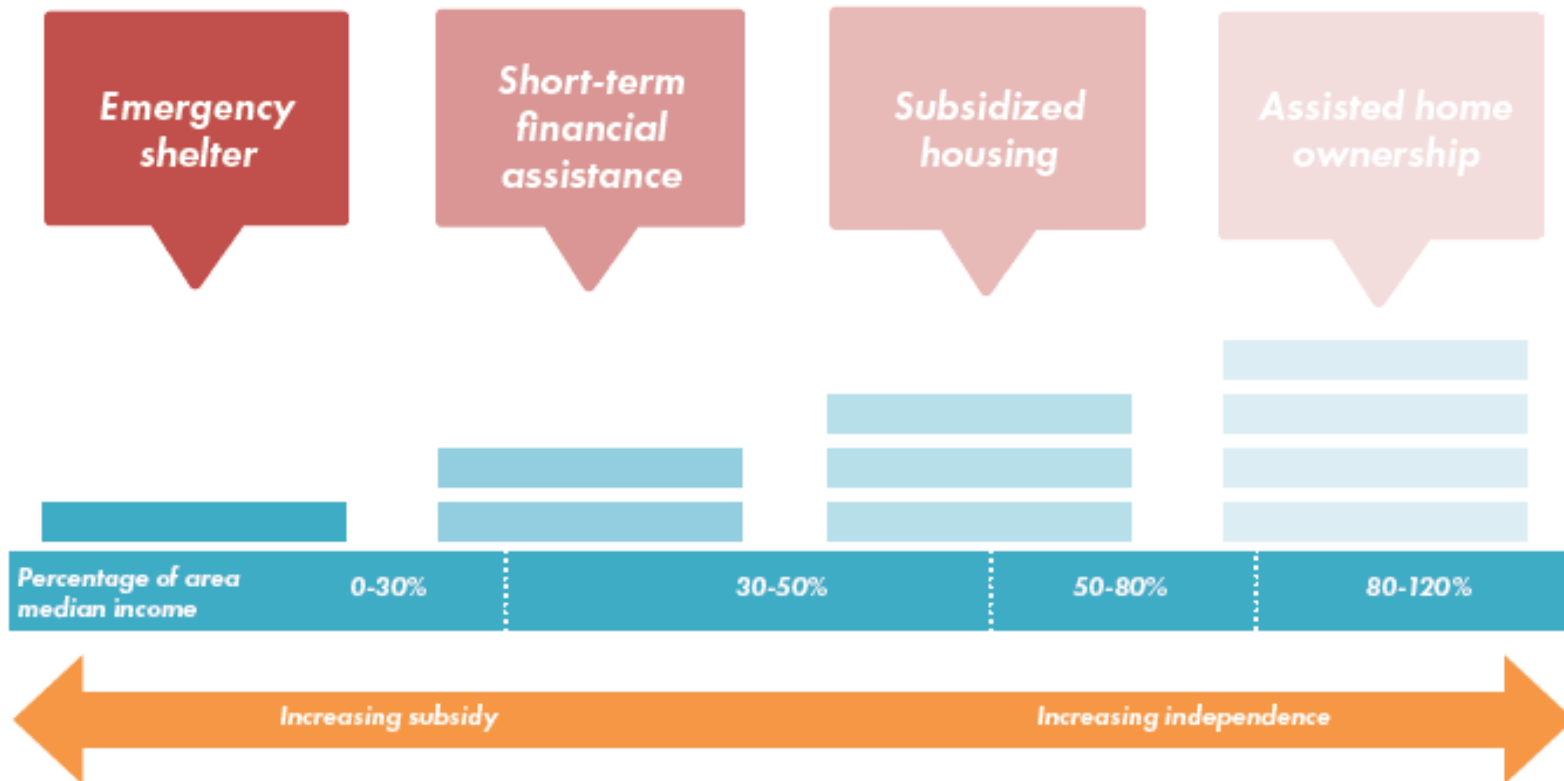 Emergency
shelter
Short-term
financial
assistance
Subsidized
housing
Assisted home
ownership
Percentage of area
median income
0-30%
30-50%
50-80%
80-120%
Increasing subsidy
Increasing independence